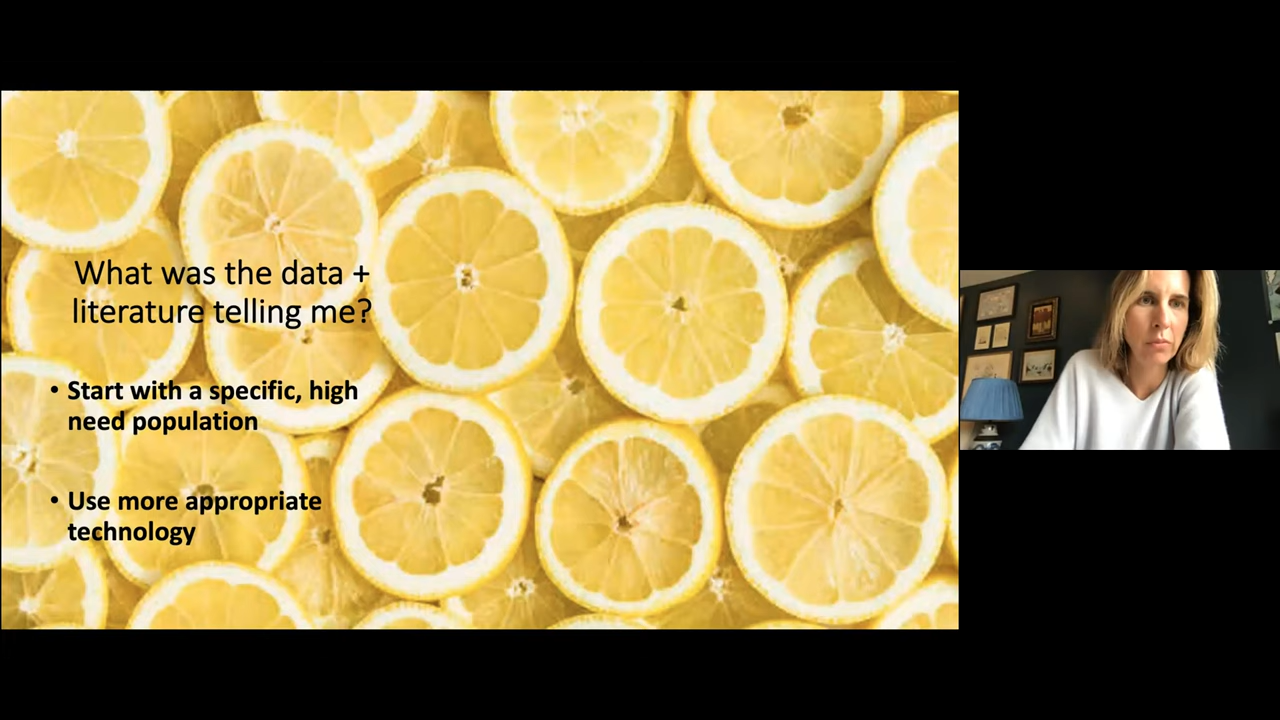 What was the data +
literature telling me?
• Start with a specific, high
need population
• Use more appropriate
technology